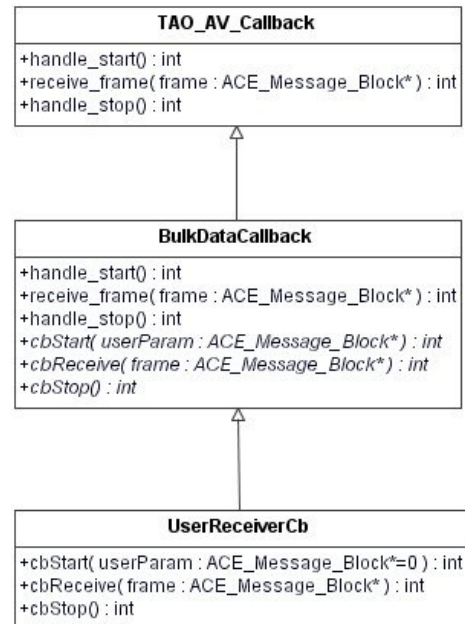 TAO_AV_Callback
+handle_start() : int
+receive_frame( frame : ACE_Message_Block* ) : int
+handle_stop() : int
BulkDataCallback
+handle_start() : int
+receive_frame( frame : ACE_Message_Block* ) : int
+handle_stop() : int
+cbStart( userParam : ACE_Message_Block* ) : int
+cbReceive( frame : ACE_Message_Block* ) : int
+cbStop() : int
UserReceiverCb
+cbStart( userParam : ACE_Message_Block*=0 ) : int
+cbReceive( frame : ACE_Message_Block* ) : int
+cbStop() : int